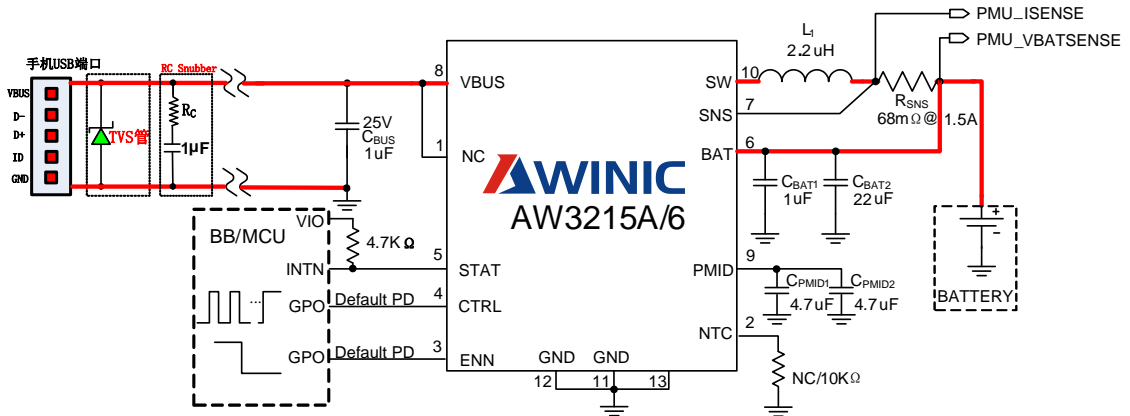 手机USB端口
VBUS
D-
D+
ID
GND
TVS管
RC Snubber
RC
1μF
25V
CBUS
1uF
8
VBUS
1
NC
AWINIC
AW3215A/6
SW
10
L1
2.2uH
SNS
7
RSNS
68mΩ@
1.5A
PMU_ISENSE
PMU_VBATSENSE
BAT
6
CBAT1
1uF
CBAT2
22uF
+
-
BATTERY
PMID
9
CPMID1
4.7uF
CPMID2
4.7uF
NTC
2
NC/10KΩ
BB/MCU
VIO
4.7KΩ
INTN
5
STAT
...
GPO
Default PD
4
CTRL
GPO
Default PD
3
ENN
GND
GND
12
11
13